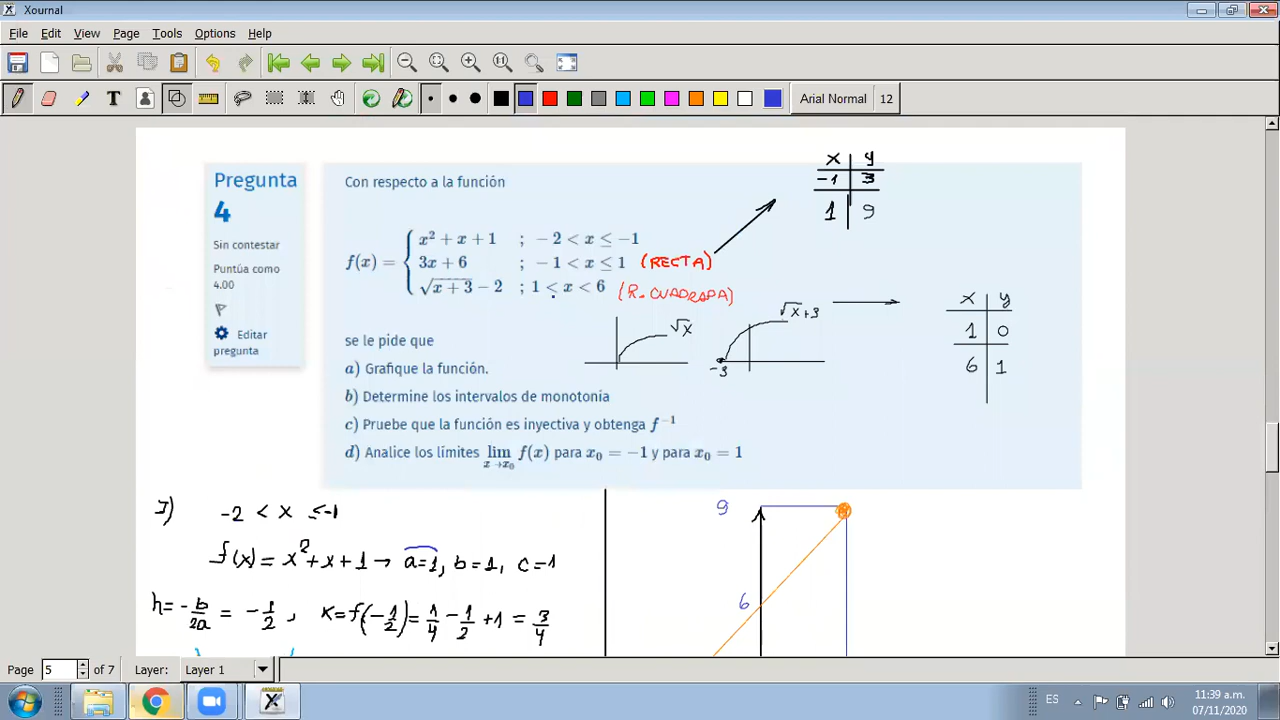 Xournal
File Edit View Page Tools Options Help
Arial Normal 12
Pregunta
4
Sin contestar
Puntúa como
4.00
Editar
pregunta
Con respecto a la función
f(x) = { x² + x + 1 ; − 2 < x ≤ −1
3x + 6 ; − 1 < x ≤ 1 (RECTA)
√x + 3 − 2 ; 1 < x < 6 (R. CUADRADA)
se le pide que
a) Grafique la función.
b) Determine los intervalos de monotonía
c) Pruebe que la función es inyectiva y obtenga f⁻¹
d) Analice los límites lim x→x₀ f(x) para x₀ = −1 y para x₀ = 1
x y
-1 3
1 9
√x
√x+3
-3
x y
1 0
6 1
I) -2 < x ≤ -1
f(x) = x² + x + 1 → a=1, b=1, c=1
h = -b/2a = -1/2 , K = f(-1/2) = 1/4 - 1/2 + 1 = 3/4
9
6
Page 5 of 7 Layer: Layer 1
ES 11:39 a.m.
07/11/2020